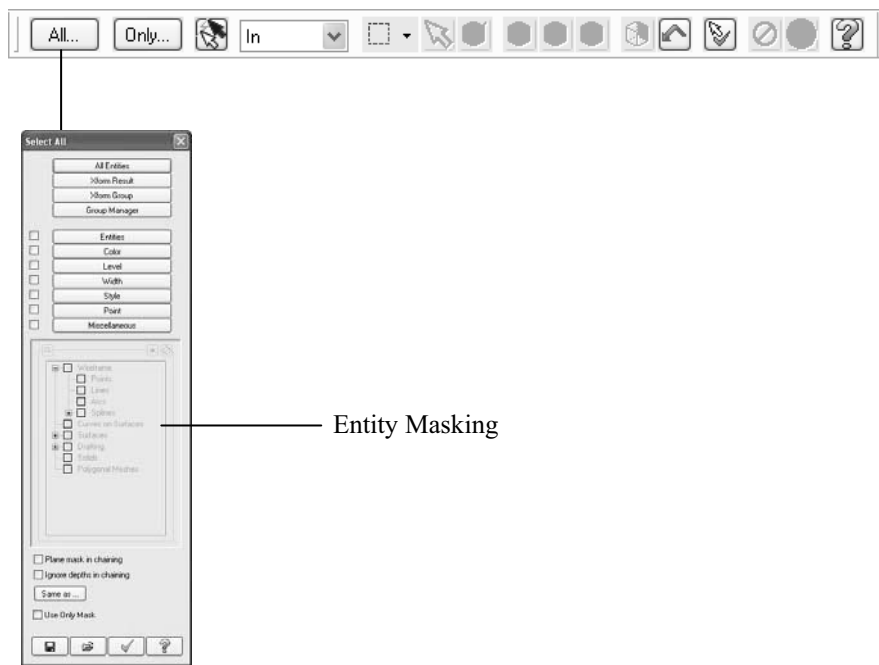 All... Only... In
Select All
All Entities
Xform Result
Xform Group
Group Manager
Entities
Color
Level
Width
Style
Point
Miscellaneous
Wireframe
Points
Lines
Arcs
Splines
Curves on Surfaces
Surfaces
Drafting
Solids
Polygonal Meshes
Entity Masking
Plane mask in chaining
Ignore depths in chaining
Same as ...
Use Only Mask